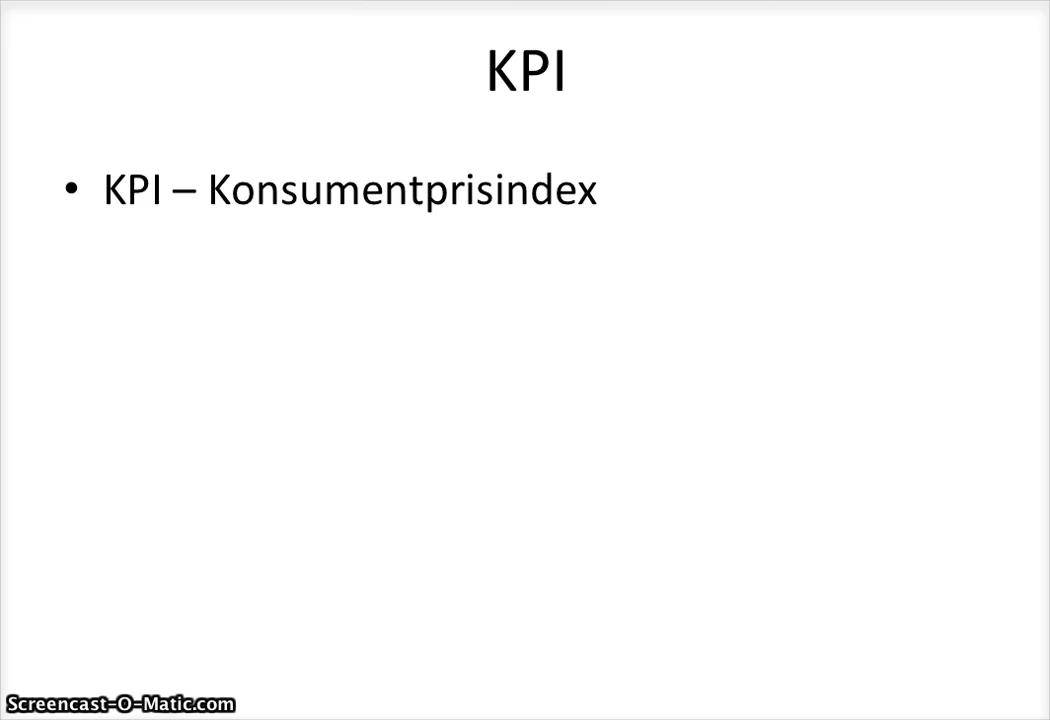 KPI
• KPI – Konsumentprisindex
Screencast-O-Matic.com